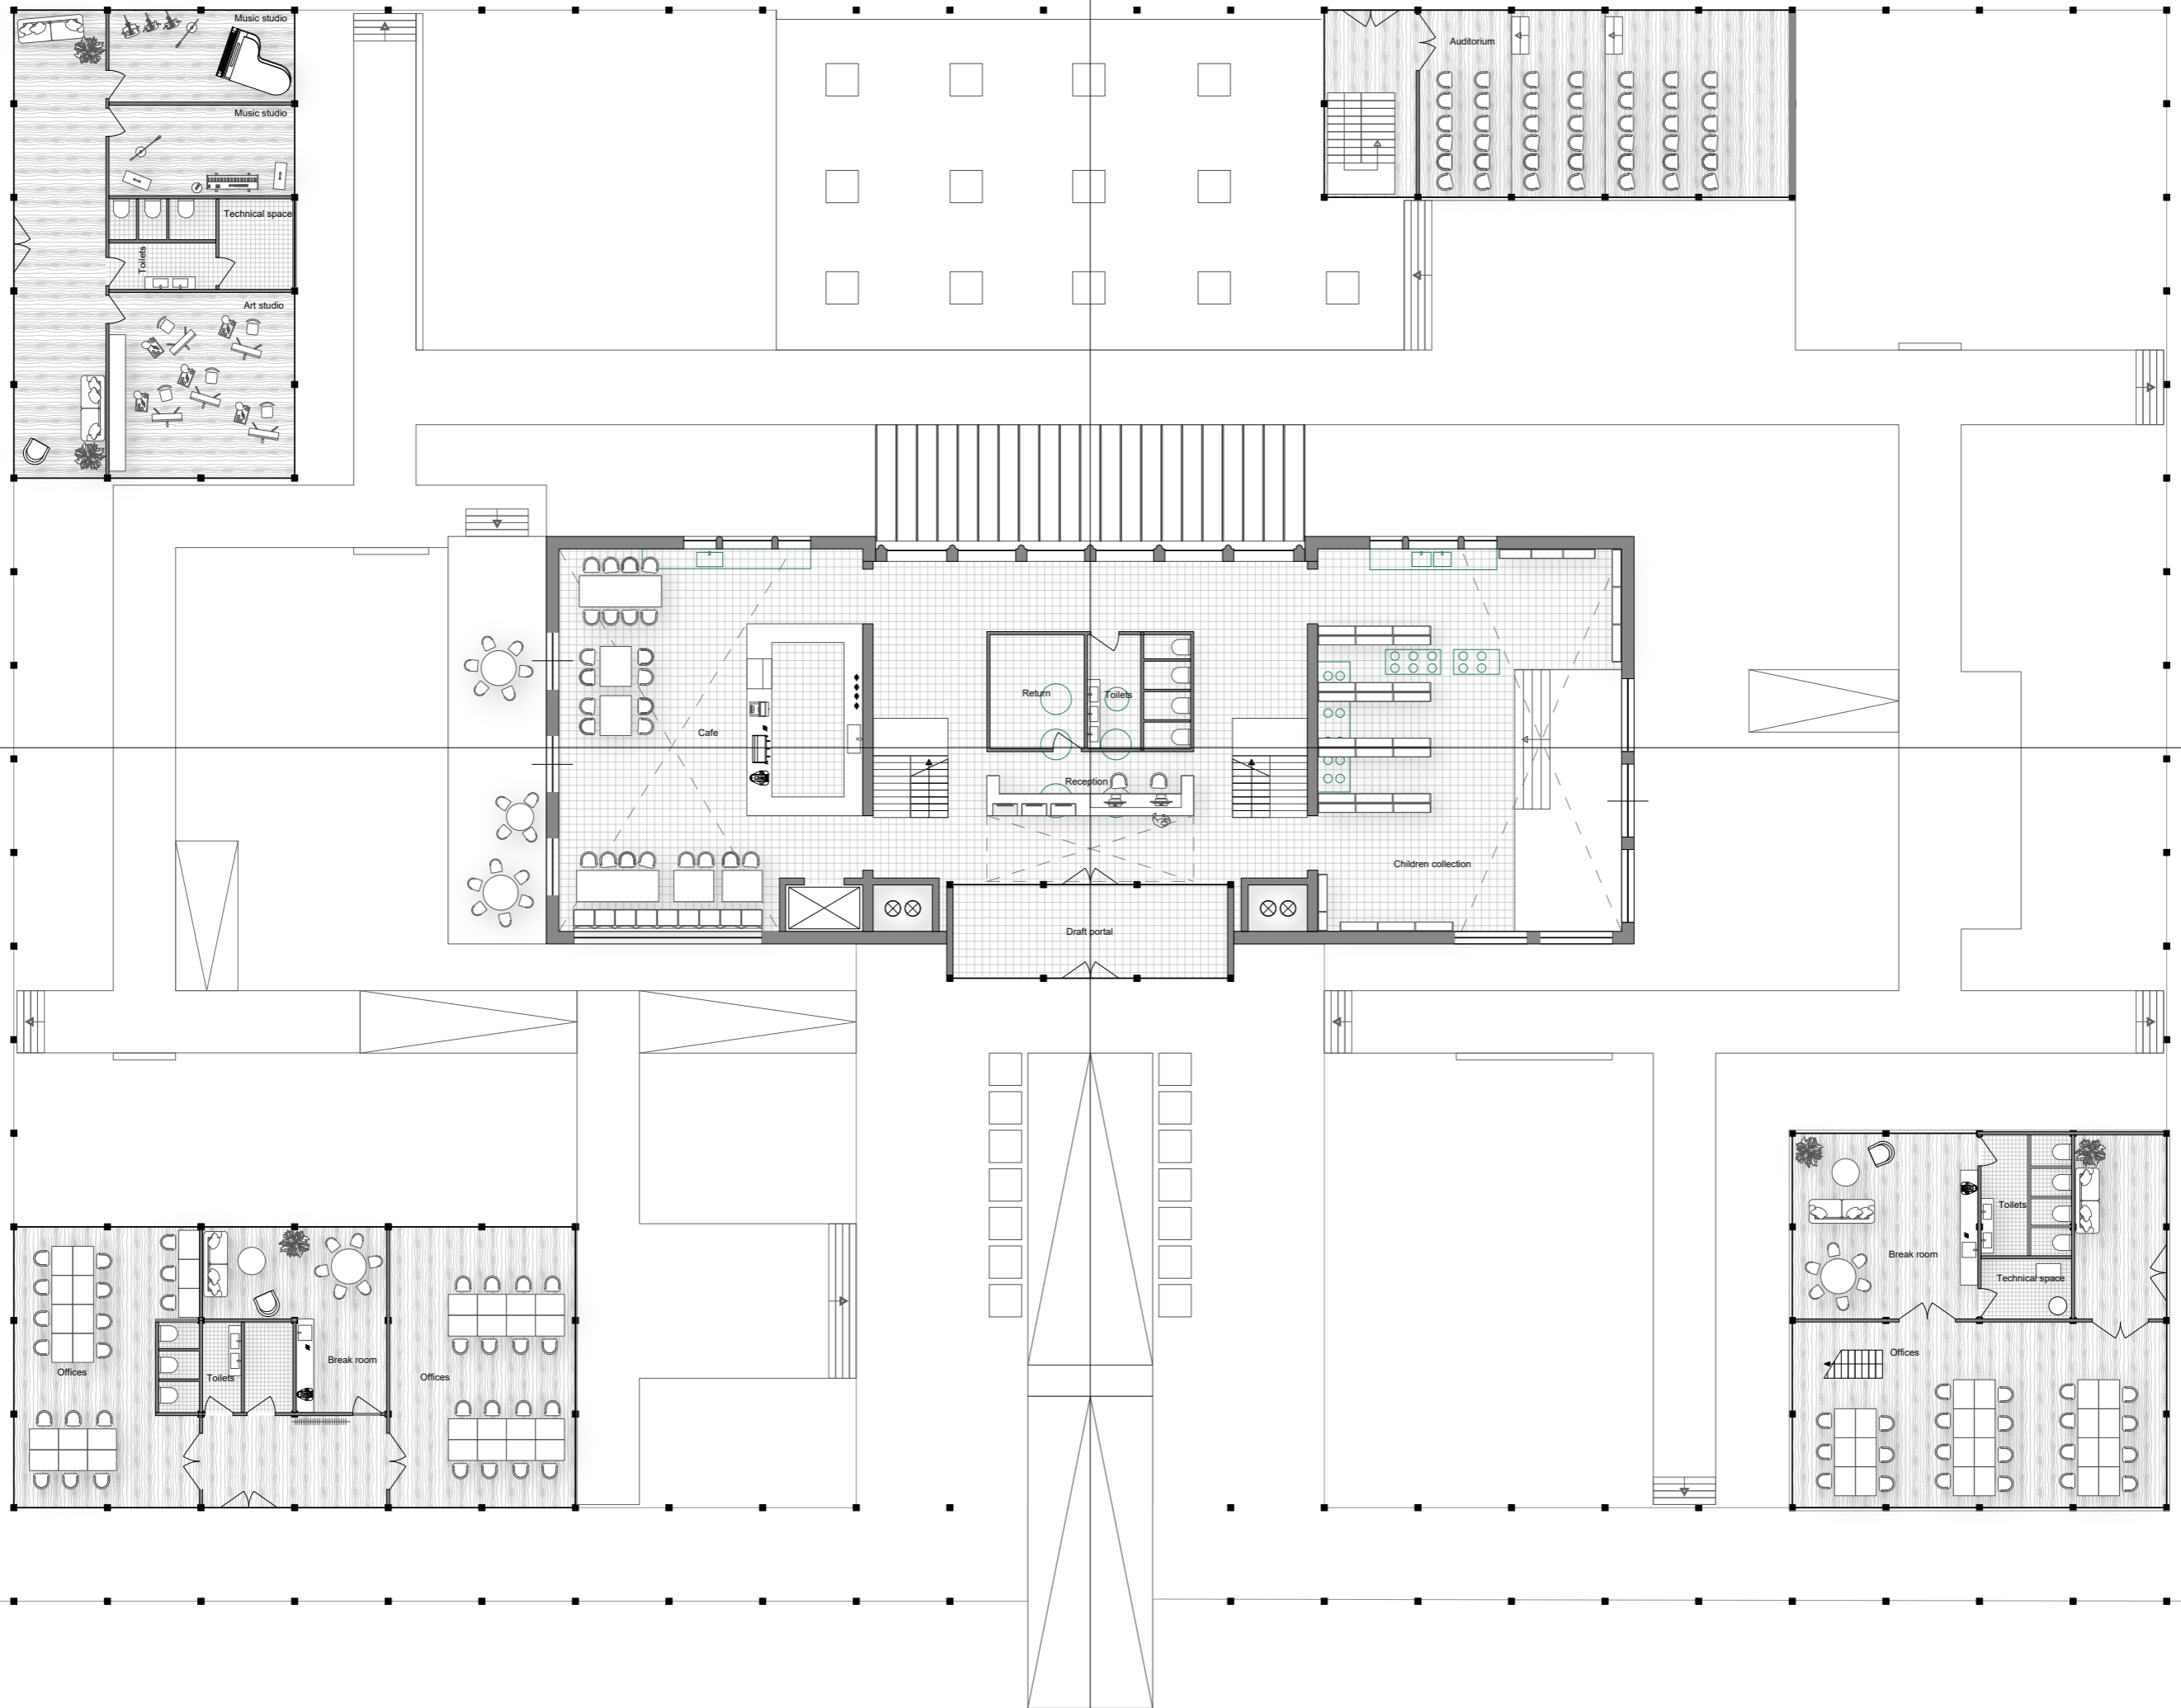 Music studio
Auditorium
Music studio
Technical space
Toilets
Art studio
Return
Toilets
Cafe
Reception
Children collection
Draft portal
Toilets
Break room
Technical space
Offices
Break room
Offices
Toilets
Offices